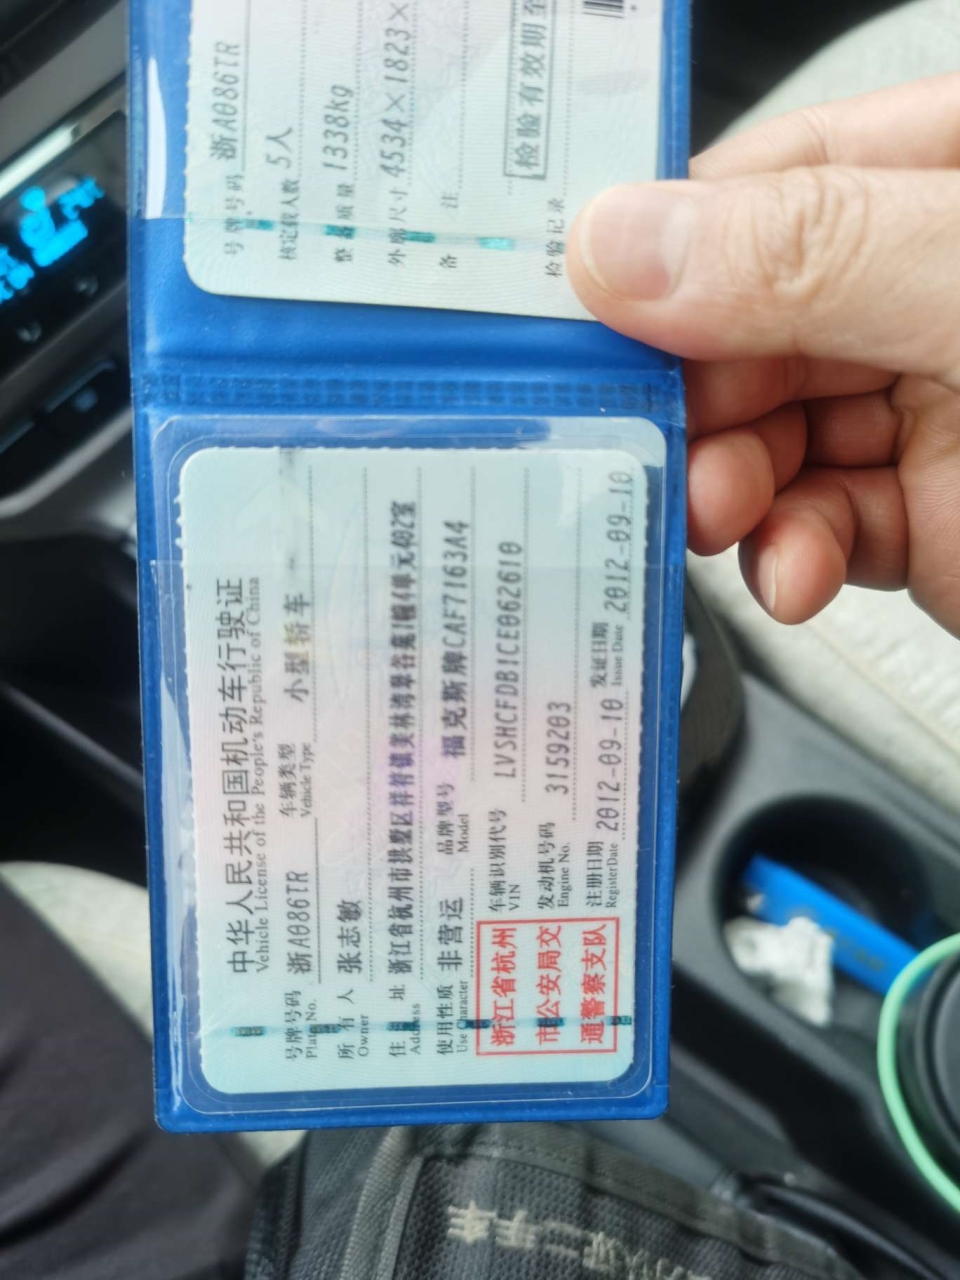 中华人民共和国机动车行驶证
Vehicle License of the People's Republic of China
号牌号码 浙A086TR 车辆类型 小型轿车
Plate No. Vehicle Type
所有人 张志敏
Owner
住址 浙江省杭州市拱墅区祥符镇美林湾翠谷苑1幢4单元402室
Address
使用性质 非营运 品牌型号 福克斯牌CAF7163A4
Use Character Model
浙江省杭州
市公安局交
通警察支队
车辆识别代号 LVSHCFDB1CE062610
VIN
发动机号码 3159203
Engine No.
注册日期 2012-09-10 发证日期 2012-09-10
Register Date Issue Date
号牌号码 浙A086TR
核定载人数 5人
整备质量 1338kg
外廓尺寸 4534×1823×
备注
检验有效期至
检验记录